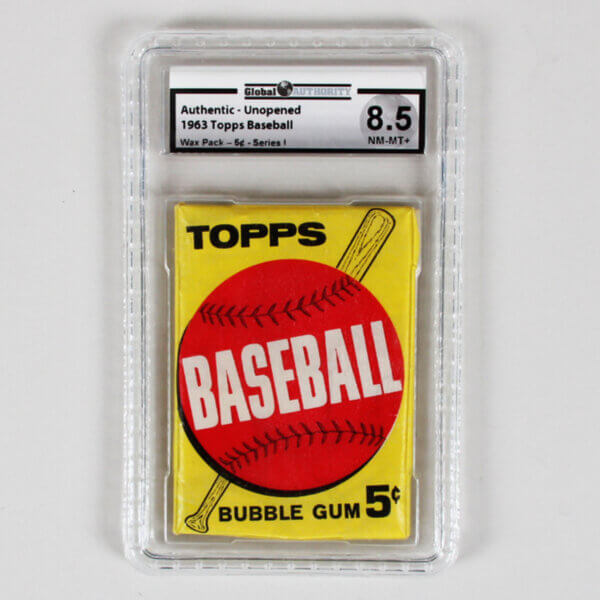 Global AUTHORITY
Authentic - Unopened
1963 Topps Baseball
Wax Pack – 5¢ - Series I
8.5
NM-MT+
TOPPS
BASEBALL
BUBBLE GUM 5¢